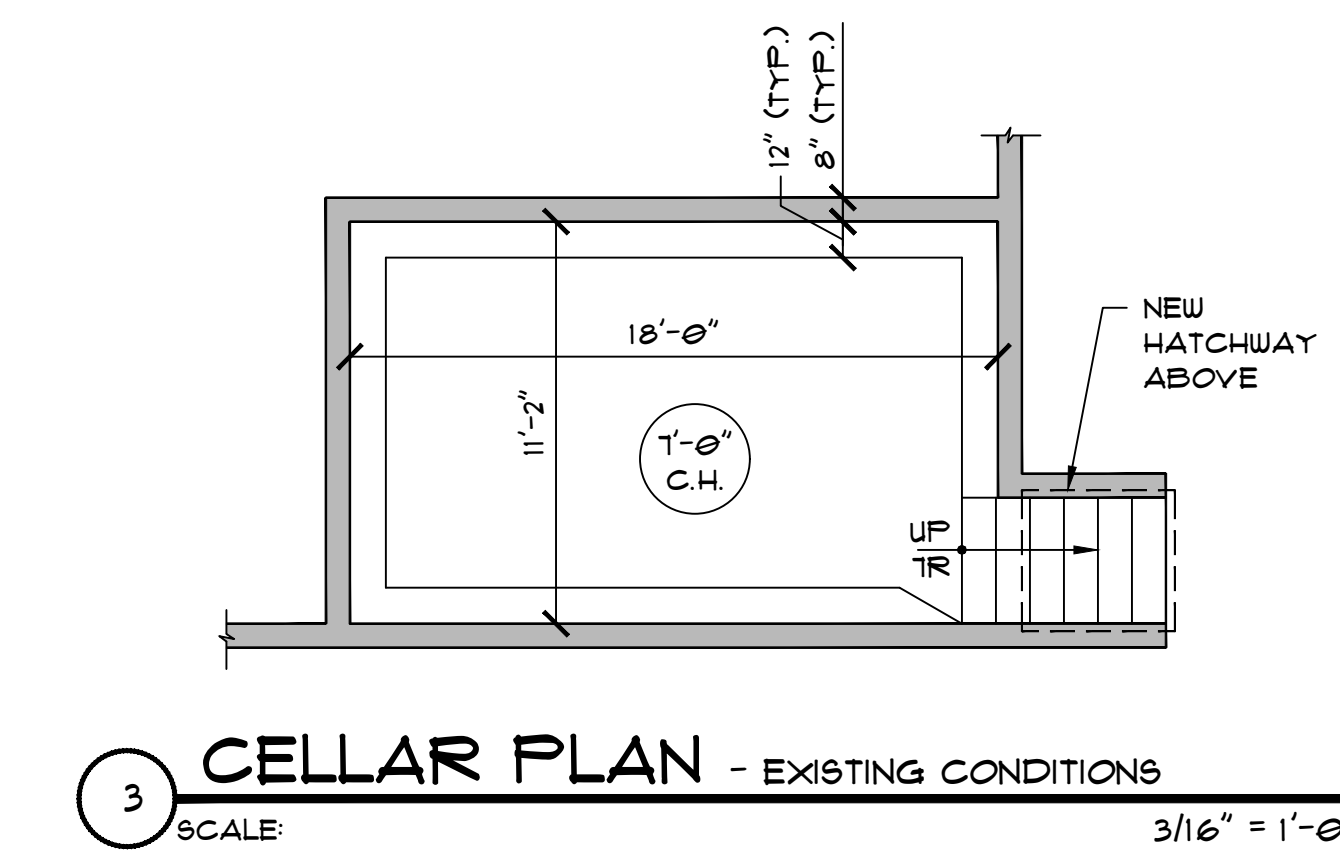 12" (TYP.)
8" (TYP.)
NEW
HATCHWAY
ABOVE
18'-0"
11'-2"
7'-0"
C.H.
UP
7R
3
CELLAR PLAN - EXISTING CONDITIONS
SCALE:
3/16" = 1'-0